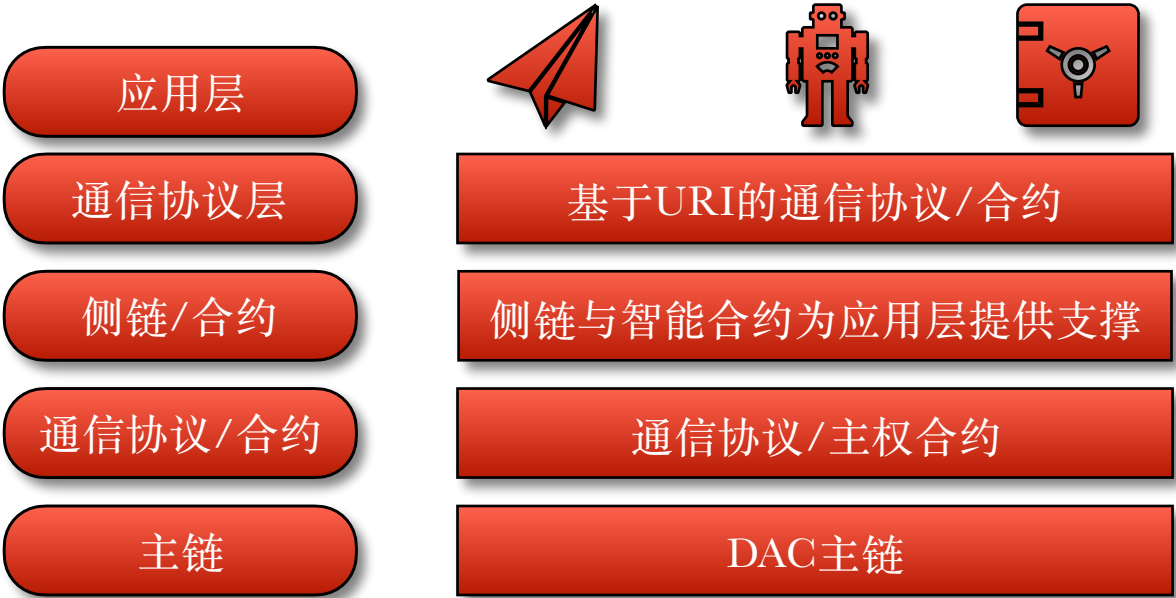 应用层
通信协议层
基于URI的通信协议/合约
侧链/合约
侧链与智能合约为应用层提供支撑
通信协议/合约
通信协议/主权合约
主链
DAC主链